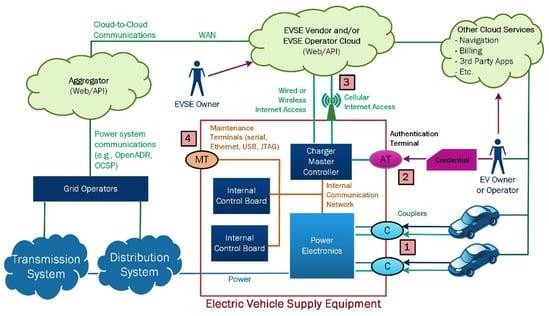 Cloud-to-Cloud
Communications
WAN
EVSE Vendor and/or
EVSE Operator Cloud
(Web/API)
Other Cloud Services
- Navigation
- Billing
- 3rd Party Apps
- Etc.
Aggregator
(Web/API)
EVSE Owner
Wired or
Wireless
Internet Access
3
Cellular
Internet Access
Power system
communications
(e.g., OpenADR,
OCSP)
4
Maintenance
Terminals (serial,
Ethernet, USB, JTAG)
MT
Charger
Master
Controller
Authentication
Terminal
AT
2
Credential
EV Owner
or Operator
Grid Operators
Internal
Control Board
Internal
Communication
Network
Internal
Control Board
Power
Electronics
Couplers
C
1
C
Transmission
System
Distribution
System
Power
Electric Vehicle Supply Equipment